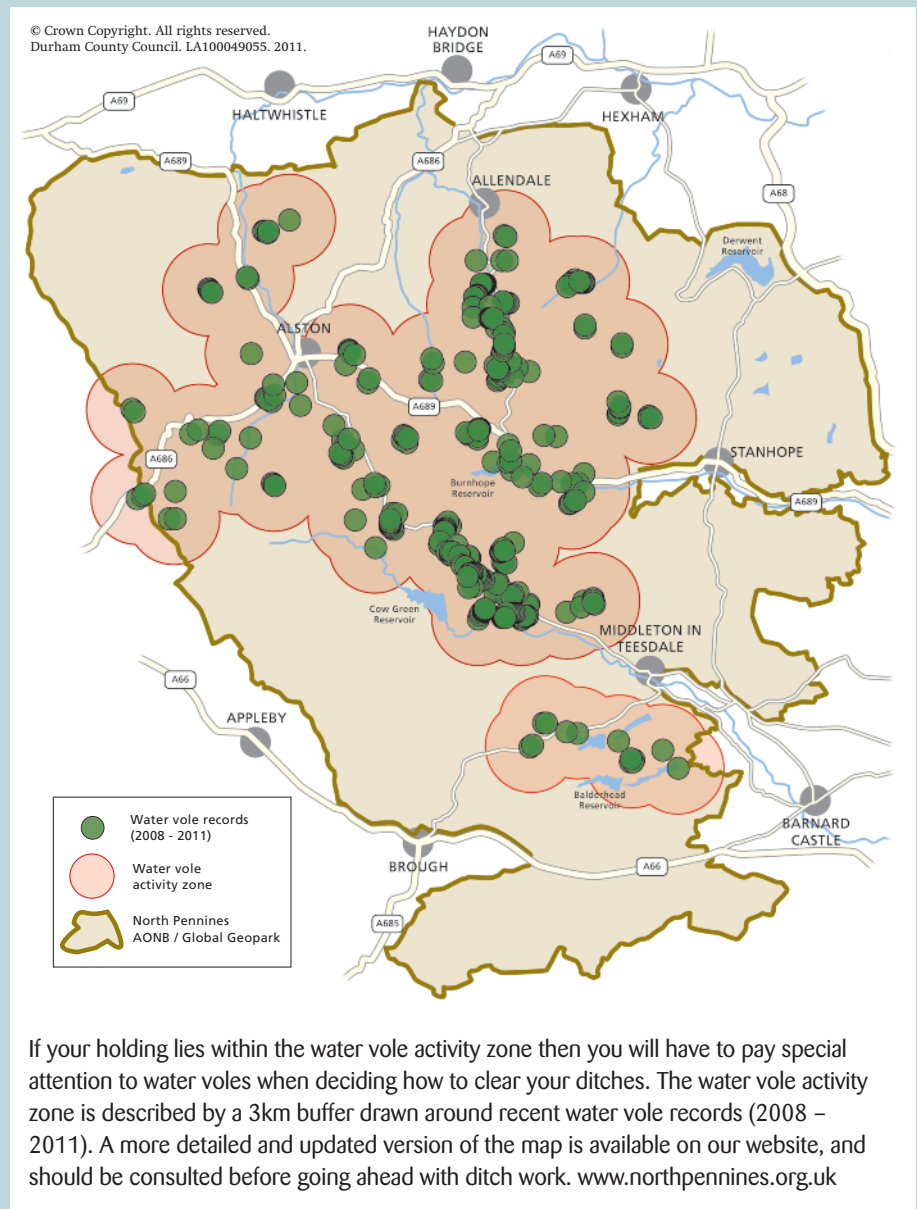 © Crown Copyright. All rights reserved.
Durham County Council. LA100049055. 2011.
HAYDON
BRIDGE
A69
A69
HALTWHISTLE
HEXHAM
A689
A686
ALLENDALE
A68
Derwent
Reservoir
ALSTON
A689
A686
STANHOPE
Burnhope
Reservoir
A689
Cow Green
Reservoir
MIDDLETON IN
TEESDALE
A66
APPLEBY
Balderhead
Reservoir
BARNARD
CASTLE
BROUGH
A66
A685
Water vole records
(2008 - 2011)
Water vole
activity zone
North Pennines
AONB / Global Geopark
If your holding lies within the water vole activity zone then you will have to pay special
attention to water voles when deciding how to clear your ditches. The water vole activity
zone is described by a 3km buffer drawn around recent water vole records (2008 –
2011). A more detailed and updated version of the map is available on our website, and
should be consulted before going ahead with ditch work. www.northpennines.org.uk